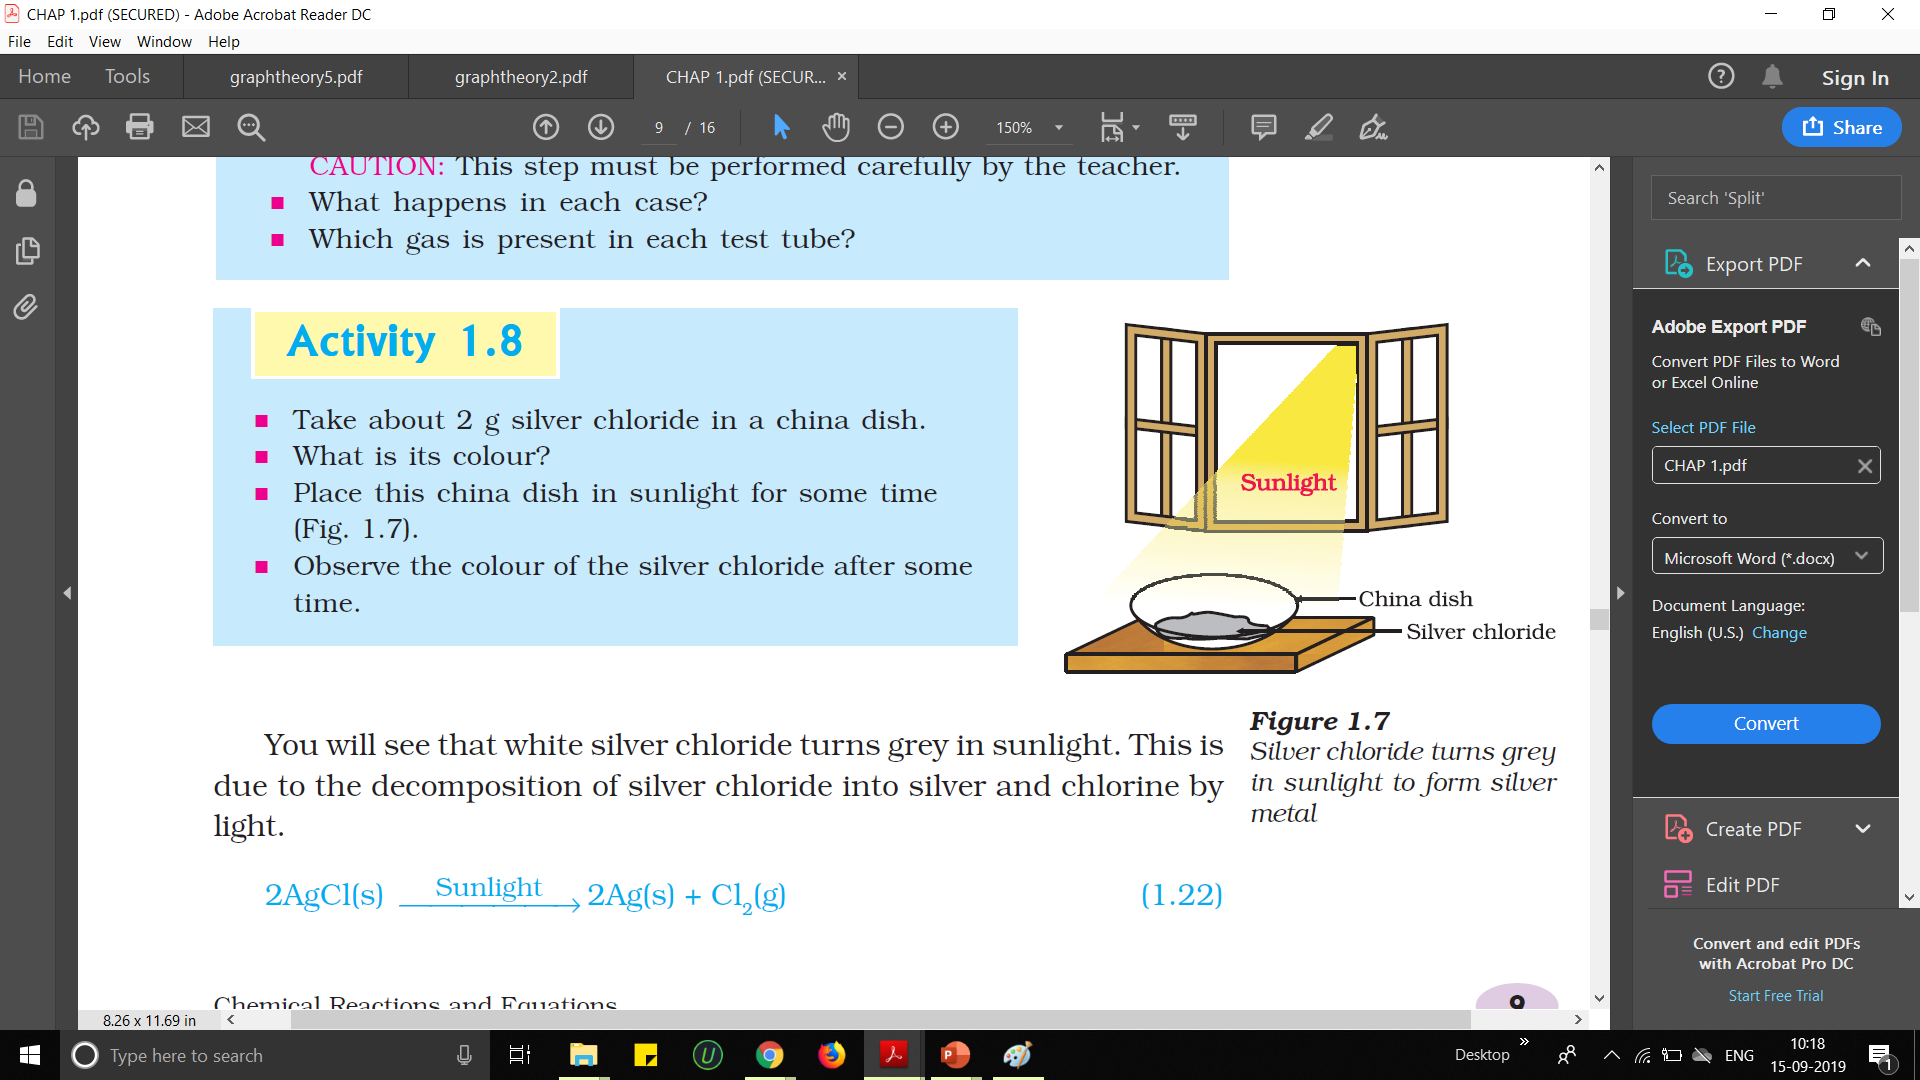 CHAP 1.pdf (SECURED) - Adobe Acrobat Reader DC
File Edit View Window Help
Home Tools graphtheory5.pdf graphtheory2.pdf CHAP 1.pdf (SECUR... × ? Sign In
9 / 16 150% Share
CAUTION: This step must be performed carefully by the teacher.
What happens in each case?
Which gas is present in each test tube?
Activity 1.8
Take about 2 g silver chloride in a china dish.
What is its colour?
Place this china dish in sunlight for some time
(Fig. 1.7).
Observe the colour of the silver chloride after some
time.
Sunlight
China dish
Silver chloride
Figure 1.7
Silver chloride turns grey
in sunlight to form silver
metal
You will see that white silver chloride turns grey in sunlight. This is
due to the decomposition of silver chloride into silver and chlorine by
light.
2AgCl(s) Sunlight → 2Ag(s) + Cl₂(g) (1.22)
Chemical Reactions and Equations 9
8.26 x 11.69 in
Search 'Split'
Export PDF
Adobe Export PDF
Convert PDF Files to Word
or Excel Online
Select PDF File
CHAP 1.pdf
Convert to
Microsoft Word (*.docx)
Document Language:
English (U.S.) Change
Convert
Create PDF
Edit PDF
Convert and edit PDFs
with Acrobat Pro DC
Start Free Trial
Type here to search
U
P
Desktop » ENG
10:18
15-09-2019
1